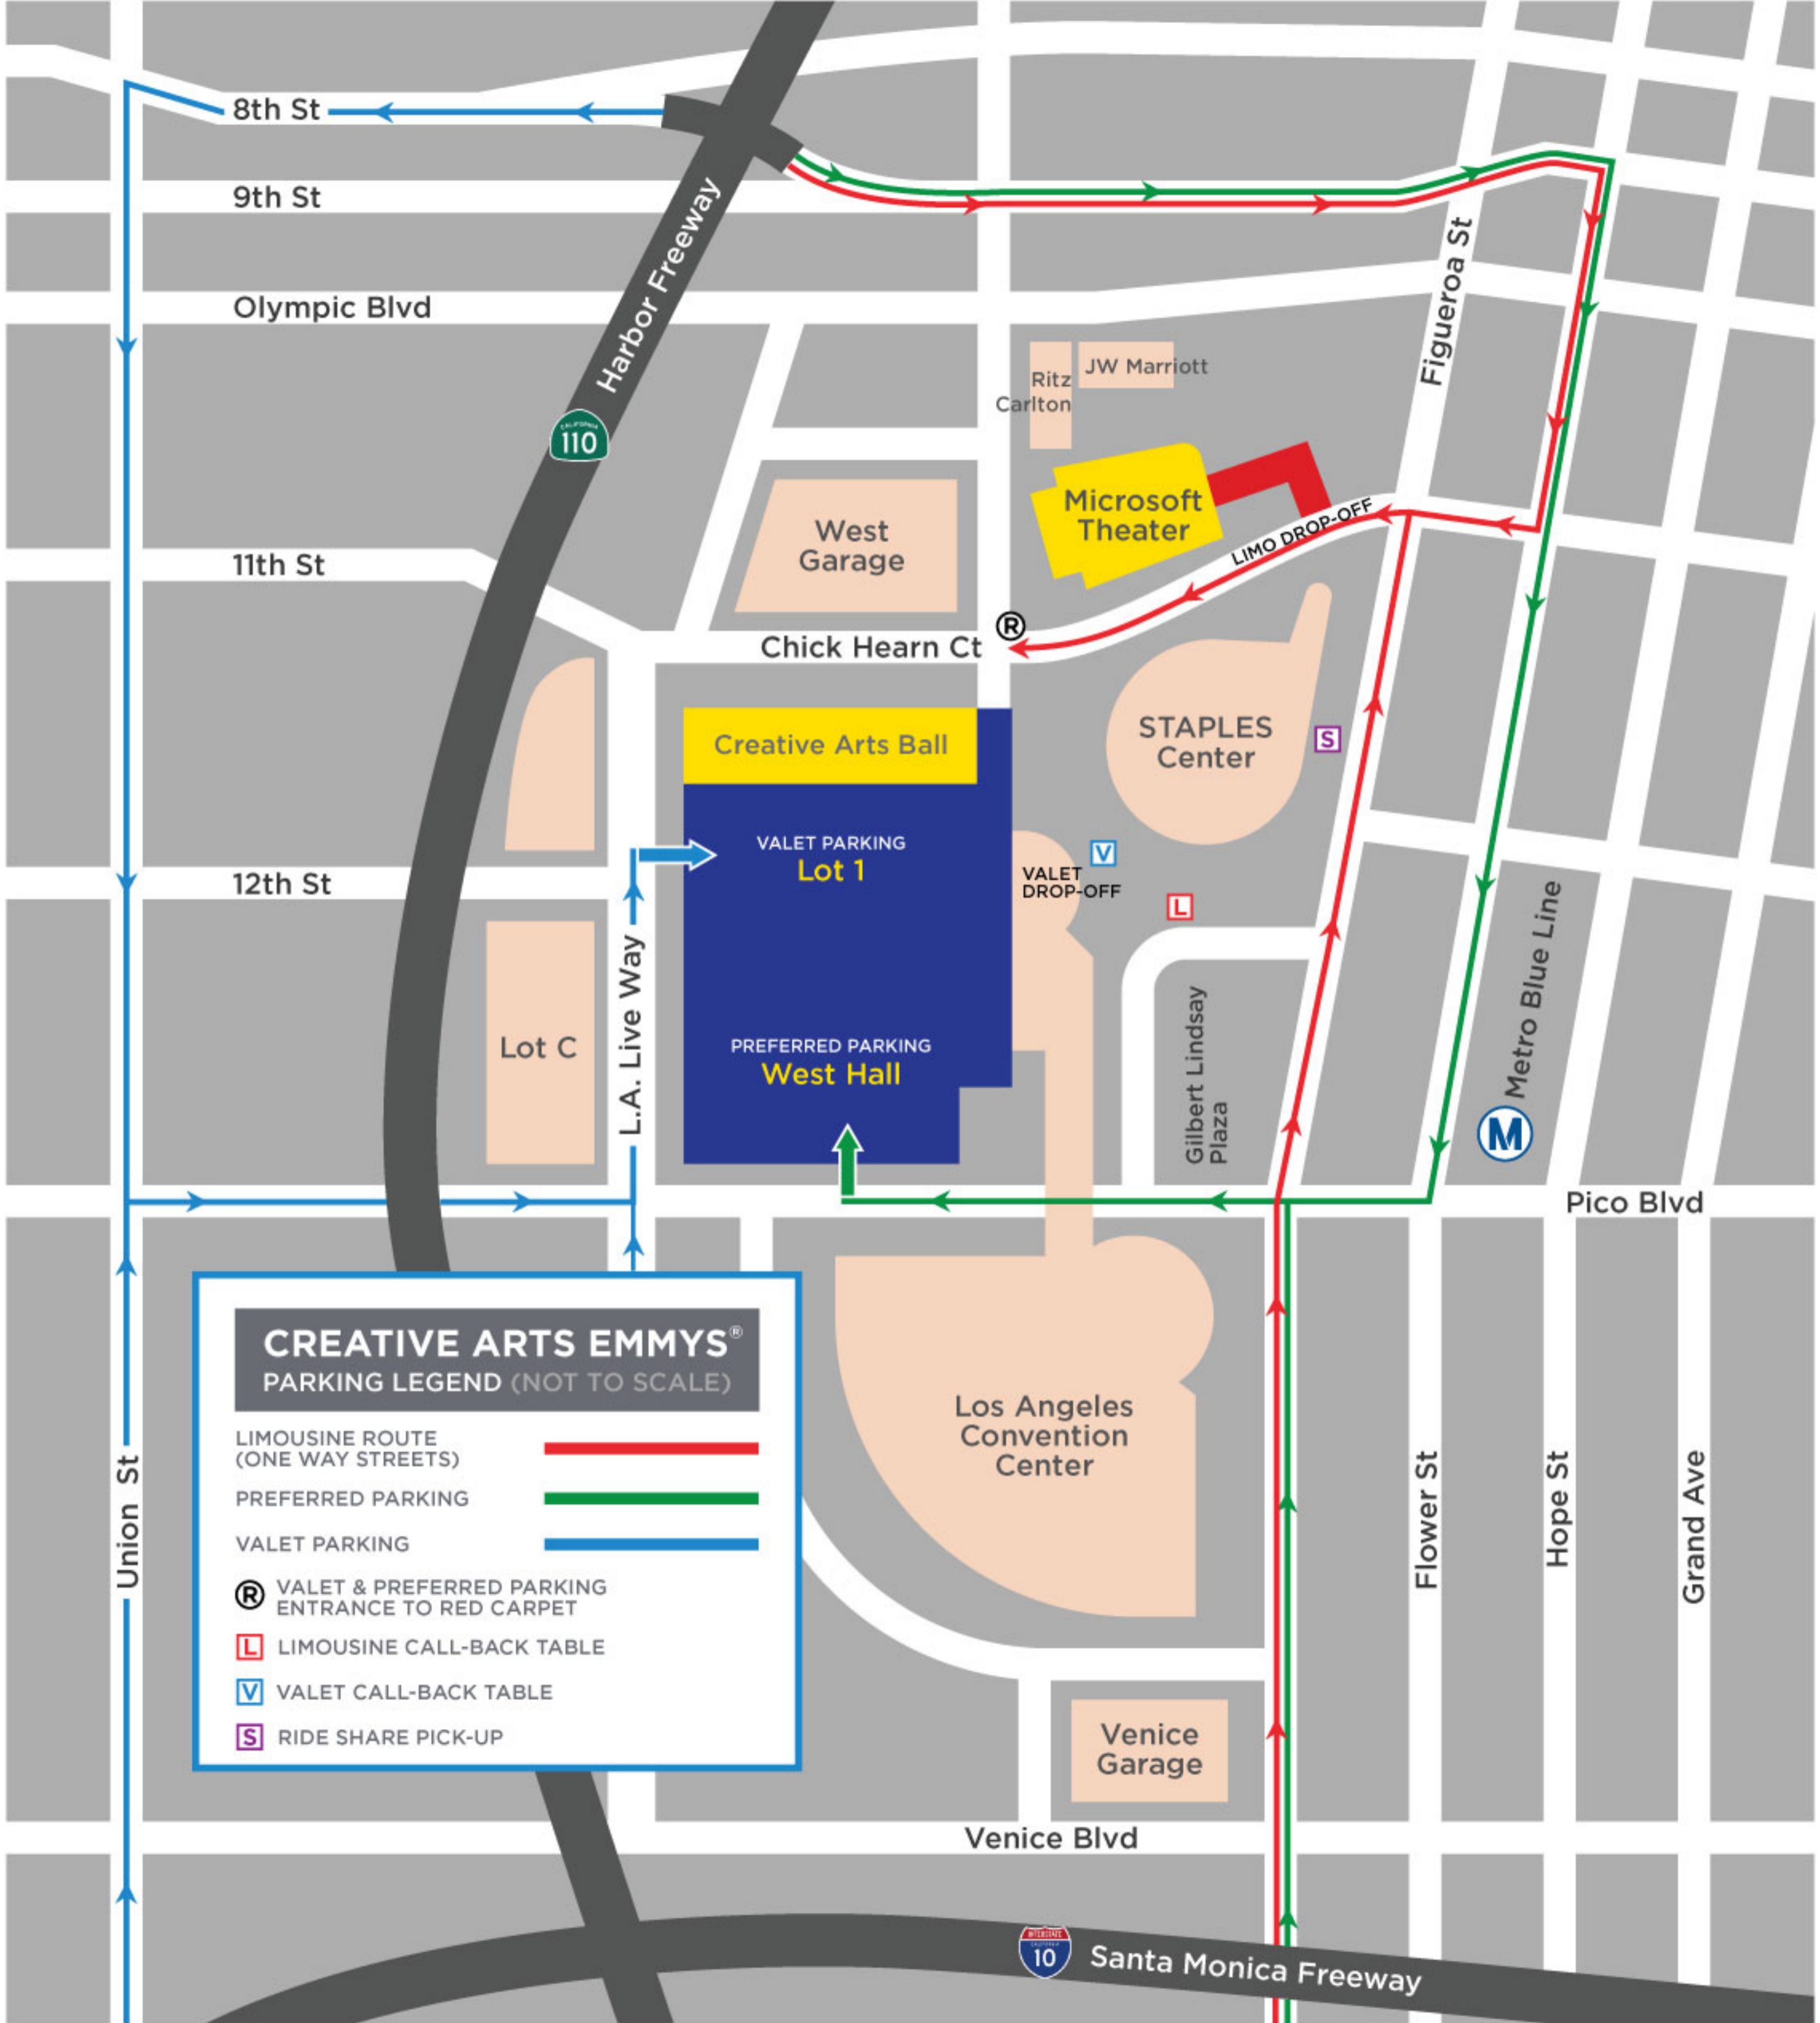 8th St
9th St
Harbor Freeway
Figueroa St
Olympic Blvd
JW Marriott
Ritz
Carlton
CALIFORNIA
110
Microsoft
Theater
LIMO DROP-OFF
West
Garage
11th St
®
Chick Hearn Ct
STAPLES
Center
S
Creative Arts Ball
VALET PARKING
Lot 1
V
VALET
DROP-OFF
L
12th St
L.A. Live Way
Lot C
PREFERRED PARKING
West Hall
Gilbert Lindsay
Plaza
Metro Blue Line
M
Pico Blvd
CREATIVE ARTS EMMYS®
PARKING LEGEND (NOT TO SCALE)
LIMOUSINE ROUTE
(ONE WAY STREETS)
PREFERRED PARKING
VALET PARKING
® VALET & PREFERRED PARKING
ENTRANCE TO RED CARPET
L LIMOUSINE CALL-BACK TABLE
V VALET CALL-BACK TABLE
S RIDE SHARE PICK-UP
Union St
Los Angeles
Convention
Center
Flower St
Hope St
Grand Ave
Venice
Garage
Venice Blvd
INTERSTATE
CALIFORNIA
10
Santa Monica Freeway